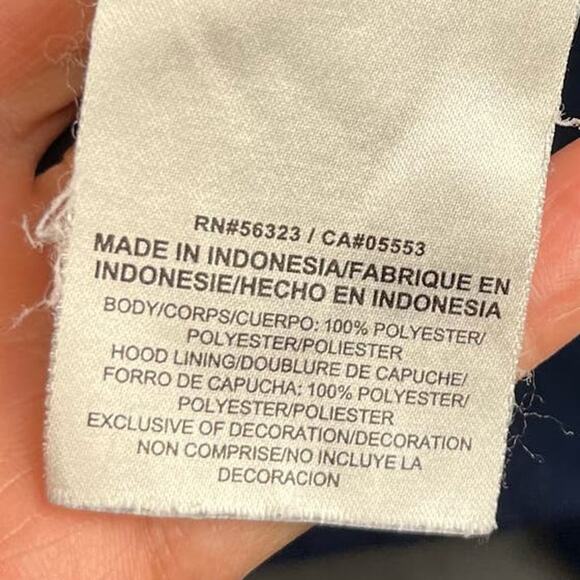 RN#56323 / CA#05553
MADE IN INDONESIA/FABRIQUE EN
INDONESIE/HECHO EN INDONESIA
BODY/CORPS/CUERPO: 100% POLYESTER/
POLYESTER/POLIESTER
HOOD LINING/DOUBLURE DE CAPUCHE/
FORRO DE CAPUCHA: 100% POLYESTER/
POLYESTER/POLIESTER
EXCLUSIVE OF DECORATION/DECORATION
NON COMPRISE/NO INCLUYE LA
DECORACION